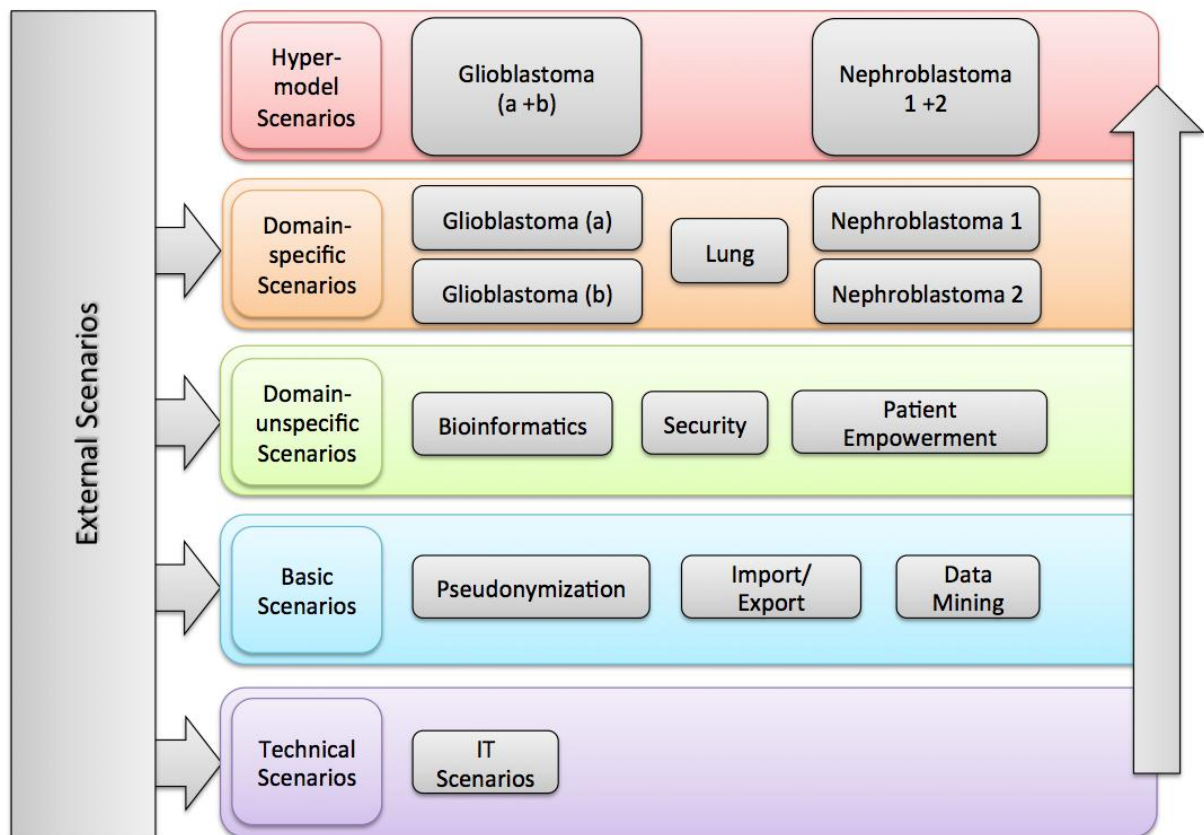 External Scenarios
Hyper-
model
Scenarios
Glioblastoma
(a +b)
Nephroblastoma
1 +2
Domain-
specific
Scenarios
Glioblastoma (a)
Glioblastoma (b)
Lung
Nephroblastoma 1
Nephroblastoma 2
Domain-
unspecific
Scenarios
Bioinformatics
Security
Patient
Empowerment
Basic
Scenarios
Pseudonymization
Import/
Export
Data
Mining
Technical
Scenarios
IT
Scenarios